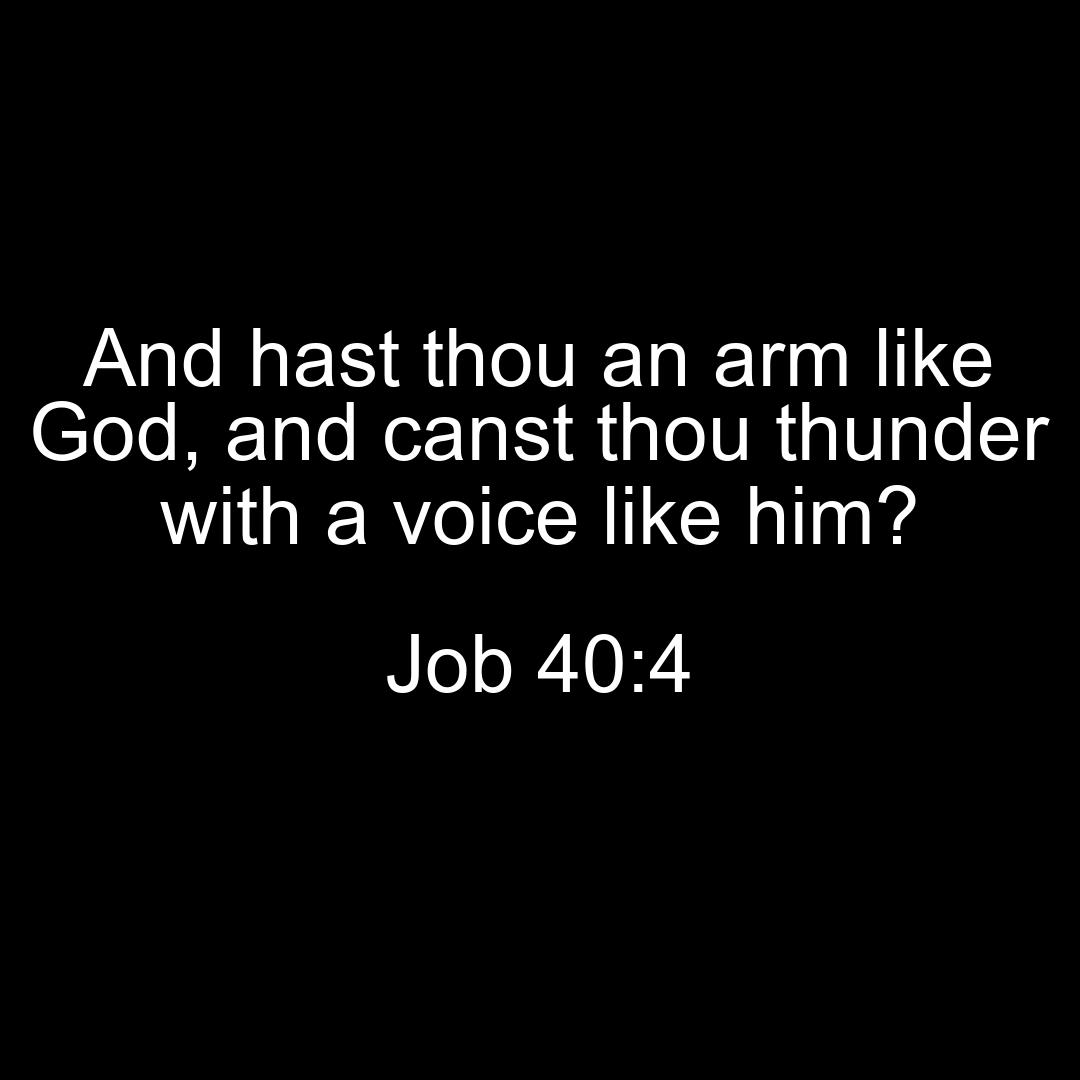 And hast thou an arm like
God, and canst thou thunder
with a voice like him?
Job 40:4